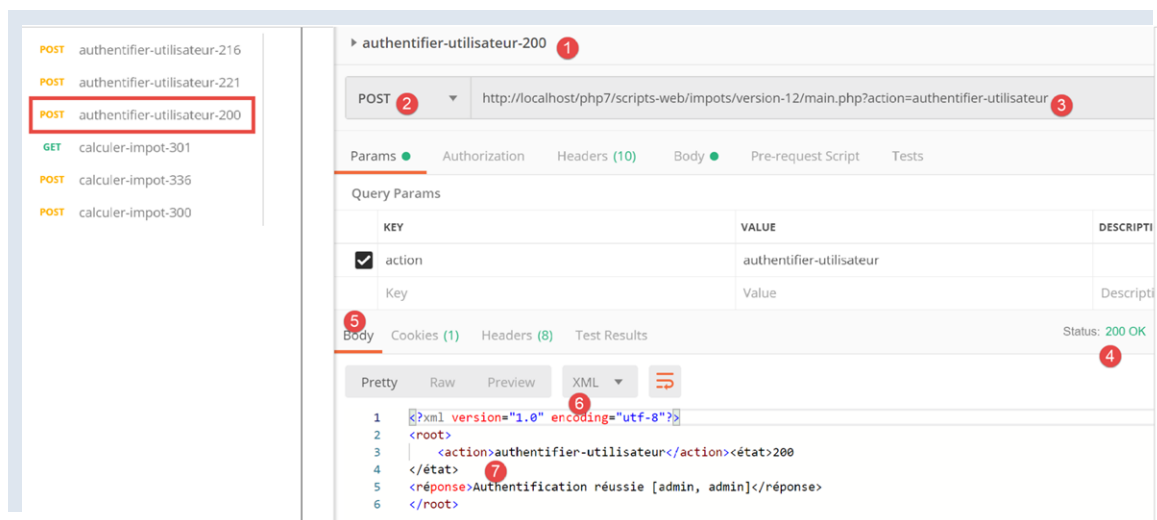 POST authentifier-utilisateur-216
POST authentifier-utilisateur-221
POST authentifier-utilisateur-200
GET calculer-impot-301
POST calculer-impot-336
POST calculer-impot-300
authentifier-utilisateur-200 1
POST 2 http://localhost/php7/scripts-web/impots/version-12/main.php?action=authentifier-utilisateur 3
Params Authorization Headers (10) Body Pre-request Script Tests
Query Params
KEY VALUE DESCRIPTI
action authentifier-utilisateur
Key Value Descripti
5
Body Cookies (1) Headers (8) Test Results Status: 200 OK
4
Pretty Raw Preview XML
6
1 <?xml version="1.0" encoding="utf-8"?>
2 <root>
3 <action>authentifier-utilisateur</action><état>200
4 </état> 7
5 <réponse>Authentification réussie [admin, admin]</réponse>
6 </root>